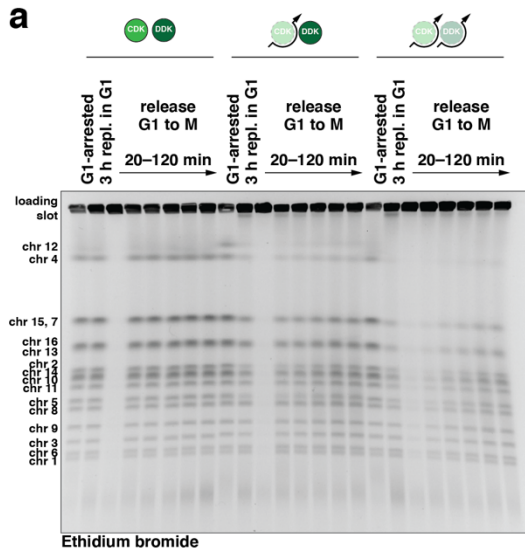 a
CDK DDK CDK DDK CDK DDK
G1-arrested
3 h repl. in G1
release
G1 to M
20–120 min
G1-arrested
3 h repl. in G1
release
G1 to M
20–120 min
G1-arrested
3 h repl. in G1
release
G1 to M
20–120 min
loading
slot
chr 12
chr 4
chr 15, 7
chr 16
chr 13
chr 2
chr 14
chr 10
chr 11
chr 5
chr 8
chr 9
chr 3
chr 6
chr 1
Ethidium bromide